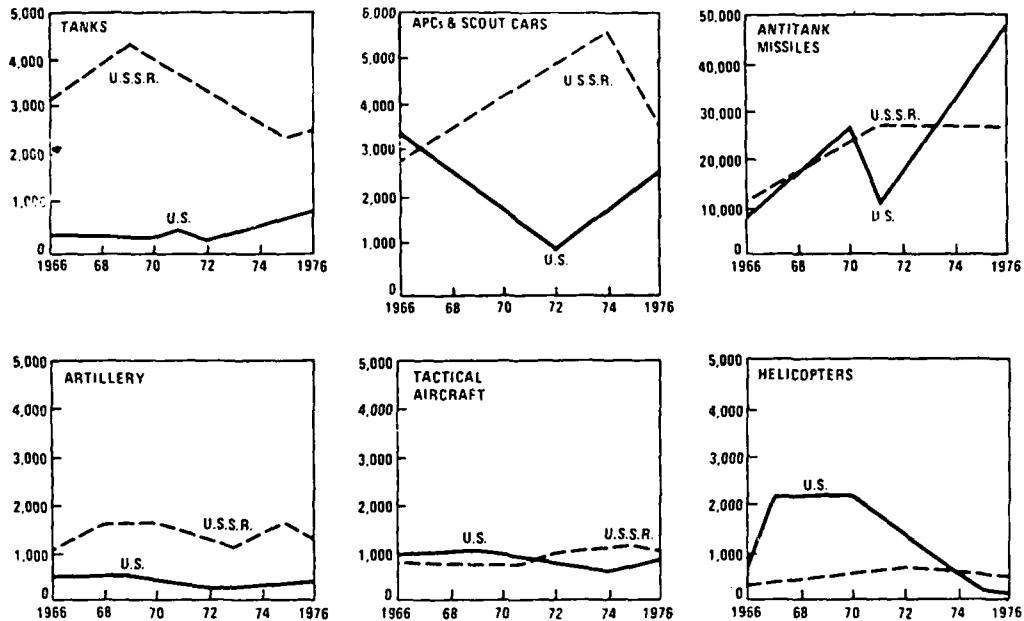 TANKS
5,000
4,000
3,000
2,000
0
U.S.S.R.
U.S.
1966 68 70 72 74 1976
APCs & SCOUT CARS
6,000
5,000
4,000
3,000
2,000
1,000
0
U.S.S.R.
U.S.
1966 68 70 72 74 1976
ANTITANK
MISSILES
50,000
40,000
30,000
20,000
10,000
0
U.S.S.R.
U.S.
1966 68 70 72 74 1976
ARTILLERY
5,000
4,000
3,000
2,000
1,000
0
U.S.S.R.
U.S.
1966 68 70 72 74 1976
TACTICAL
AIRCRAFT
5,000
4,000
3,000
2,000
1,000
0
U.S.
U.S.S.R.
1966 68 70 72 74 1976
HELICOPTERS
5,000
4,000
3,000
2,000
1,000
0
U.S.
U.S.S.R.
1966 68 70 72 74 1976